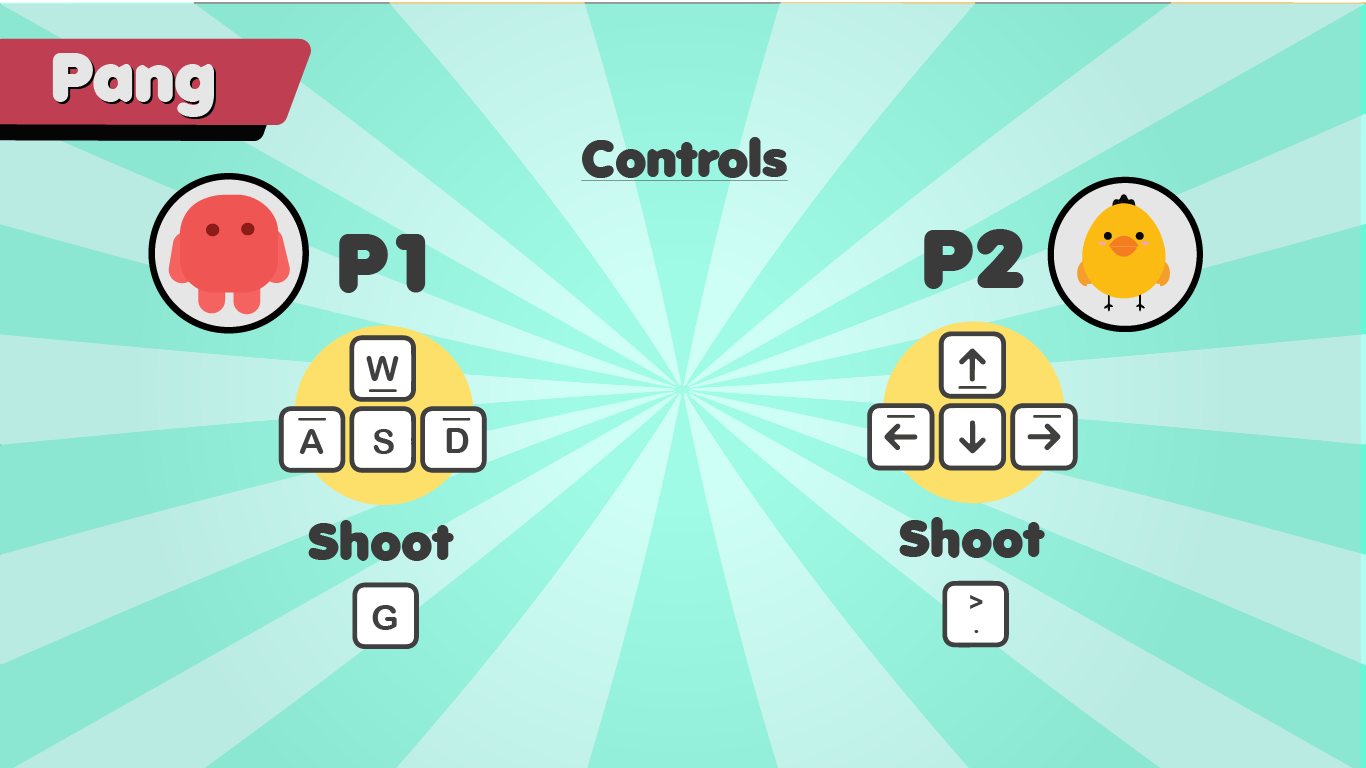 Pang
Controls
P1
P2
W
A S D
↑
← ↓ →
Shoot
Shoot
G
>
.